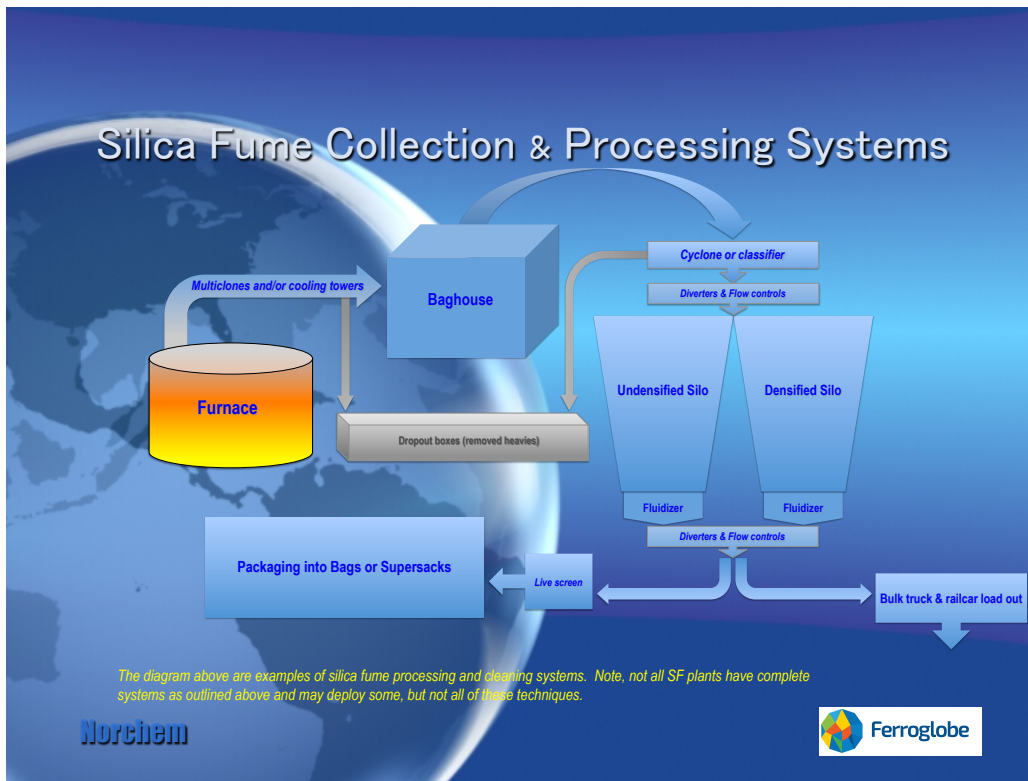 Silica Fume Collection & Processing Systems
Cyclone or classifier
Multiclones and/or cooling towers
Diverters & Flow controls
Baghouse
Undensified Silo
Densified Silo
Furnace
Dropout boxes (removed heavies)
Fluidizer
Fluidizer
Diverters & Flow controls
Packaging into Bags or Supersacks
Live screen
Bulk truck & railcar load out
The diagram above are examples of silica fume processing and cleaning systems. Note, not all SF plants have complete
systems as outlined above and may deploy some, but not all of these techniques.
Norchem
Ferroglobe